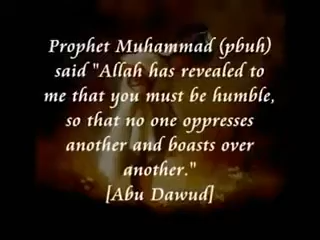 Prophet Muhammad (pbuh)
said "Allah has revealed to
me that you must be humble,
so that no one oppresses
another and boasts over
another."
[Abu Dawud]